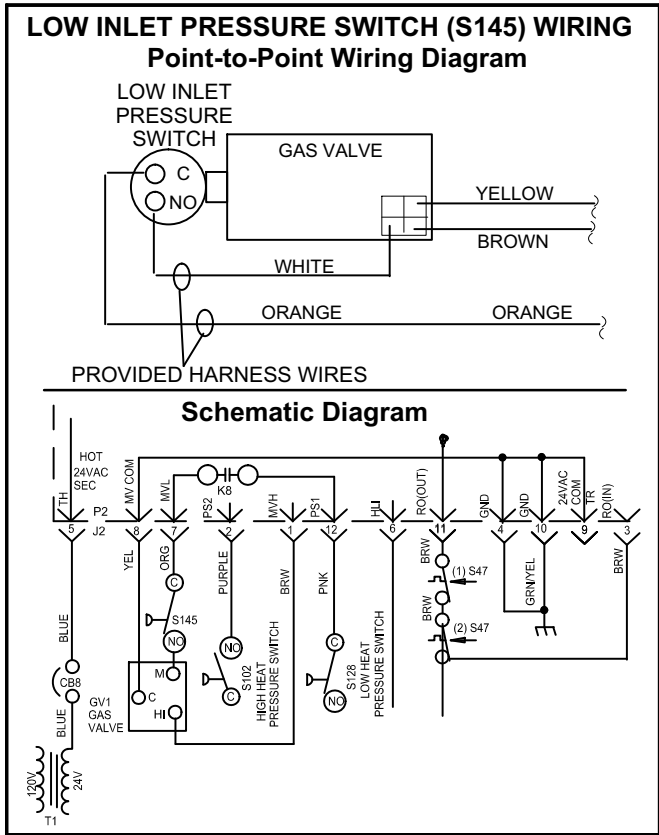 LOW INLET PRESSURE SWITCH (S145) WIRING
Point-to-Point Wiring Diagram
LOW INLET
PRESSURE
SWITCH
GAS VALVE
C
NO
YELLOW
BROWN
WHITE
ORANGE
ORANGE
PROVIDED HARNESS WIRES
Schematic Diagram
HOT
24VAC
SEC
TH
MV COM
MVL
K8
PS2
MVH
PS1
HLI
RO(OUT)
GND
GND
24VAC
COM
TR
RO(IN)
P2
J2
5
8
7
2
1
12
6
11
4
10
9
3
BLUE
YEL
ORG
PURPLE
BRW
PNK
BRW
BRW
GRN/YEL
BRW
(1) S47
(2) S47
C
S145
NO
NO
C
S102
HIGH HEAT
PRESSURE SWITCH
C
NO
S128
LOW HEAT
PRESSURE SWITCH
CB8
BLUE
GV1
GAS
VALVE
M
C
HI
120V
24V
T1